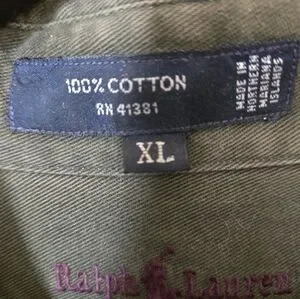 100% COTTON
RN 41381
MADE IN
NORTHERN
MARIANA
ISLANDS
XL
Ralph Lauren